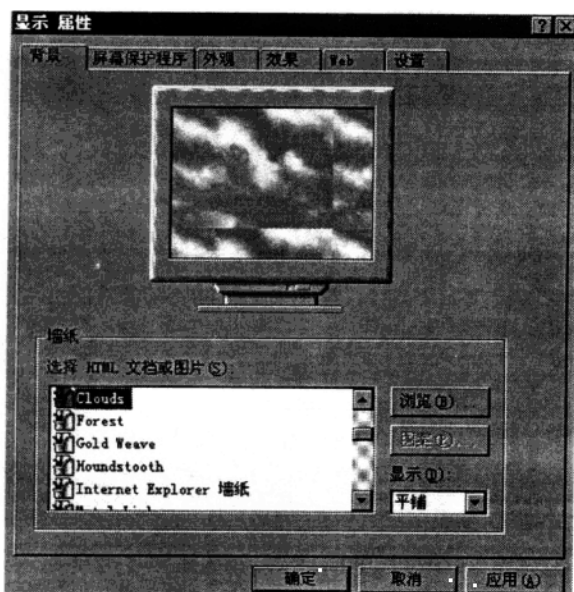 显示 属性
背景 屏幕保护程序 外观 效果 Web 设置
墙纸
选择 HTML 文档或图片(S):
Clouds
Forest
Gold Weave
Houndstooth
Internet Explorer 墙纸
浏览(B)...
图案(P)...
显示(D):
平铺
确定 取消 应用(A)